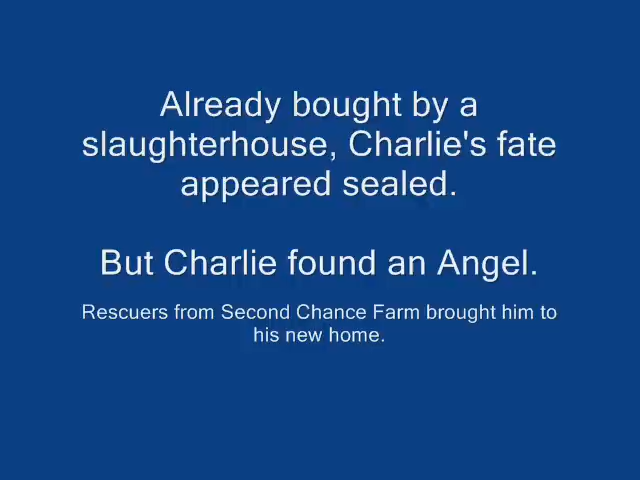 Already bought by a
slaughterhouse, Charlie's fate
appeared sealed.
But Charlie found an Angel.
Rescuers from Second Chance Farm brought him to
his new home.